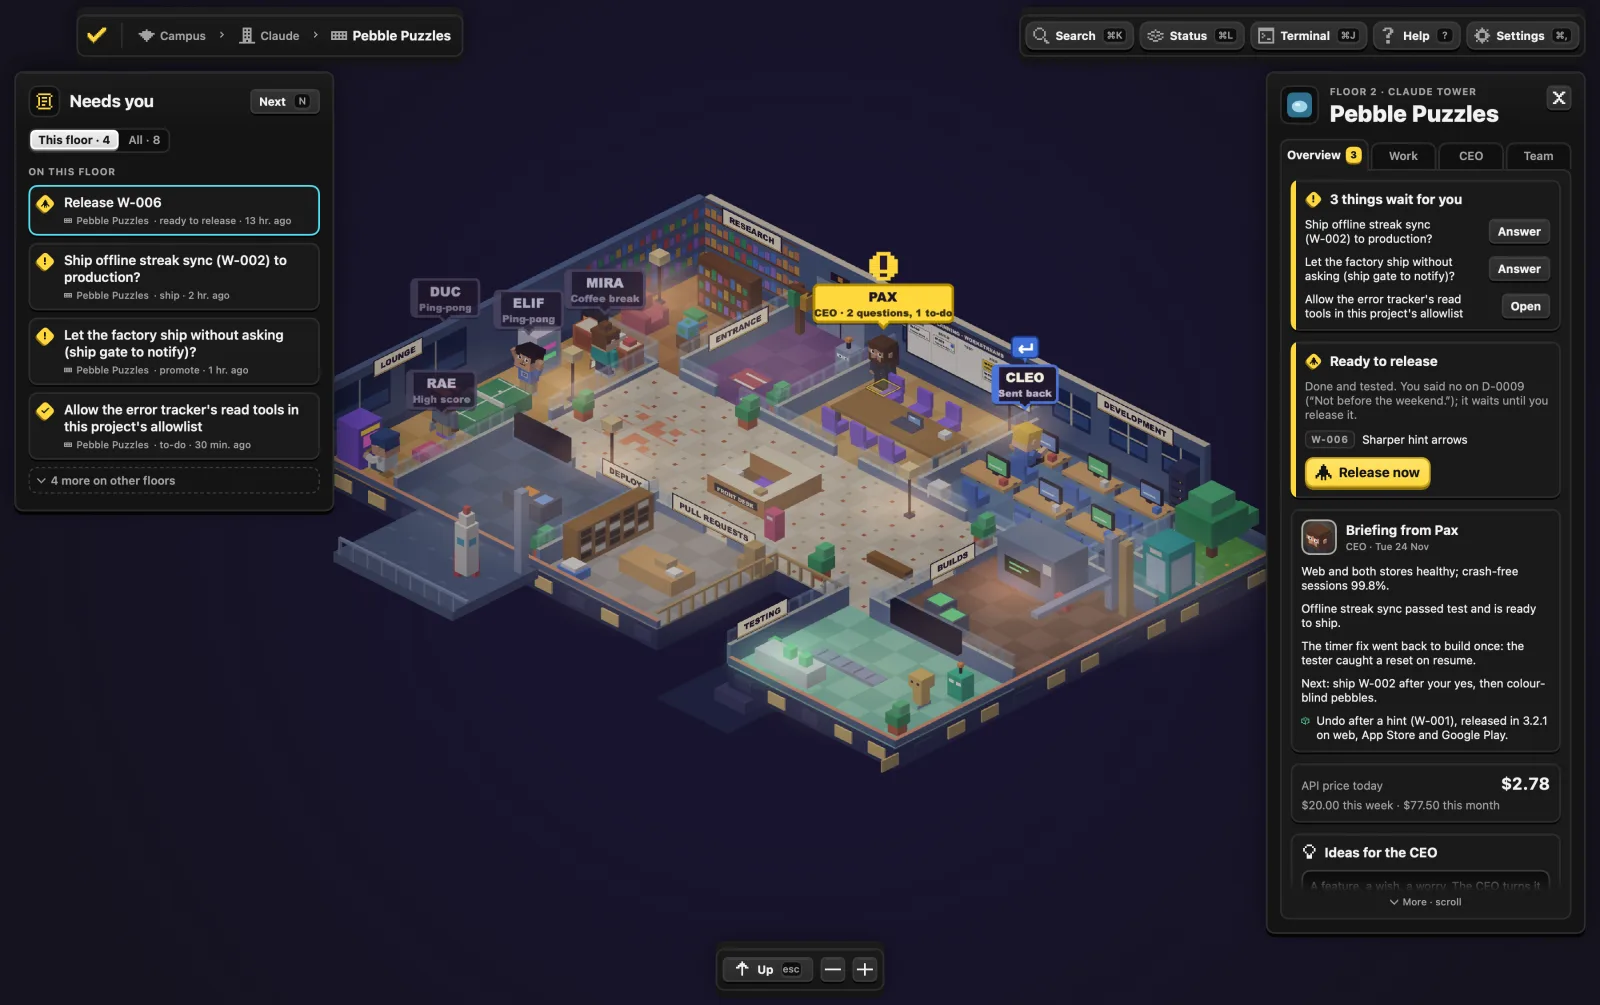 Campus › Claude › Pebble Puzzles
Search ⌘K
Status ⌘L
Terminal ⌘J
Help ?
Settings ⌘,
Needs you
Next N
This floor · 4
All · 8
ON THIS FLOOR
Release W-006
Pebble Puzzles · ready to release · 13 hr. ago
Ship offline streak sync (W-002) to
production?
Pebble Puzzles · ship · 2 hr. ago
Let the factory ship without asking
(ship gate to notify)?
Pebble Puzzles · promote · 1 hr. ago
Allow the error tracker's read tools in
this project's allowlist
Pebble Puzzles · to-do · 30 min. ago
4 more on other floors
RESEARCH
DUC
Ping-pong
ELIF
Ping-pong
MIRA
Coffee break
PAX
CEO · 2 questions, 1 to-do
ENTRANCE
LOUNGE
RAE
High score
CLEO
Sent back
DEVELOPMENT
DEPLOY
FRONT DESK
PULL REQUESTS
BUILDS
TESTING
FLOOR 2 · CLAUDE TOWER
Pebble Puzzles
Overview 3
Work
CEO
Team
3 things wait for you
Ship offline streak sync
(W-002) to production?
Answer
Let the factory ship without
asking (ship gate to notify)?
Answer
Allow the error tracker's read
tools in this project's allowlist
Open
Ready to release
Done and tested. You said no on D-0009
(“Not before the weekend.”); it waits until you
release it.
W-006 Sharper hint arrows
Release now
Briefing from Pax
CEO · Tue 24 Nov
Web and both stores healthy; crash-free
sessions 99.8%.
Offline streak sync passed test and is ready
to ship.
The timer fix went back to build once: the
tester caught a reset on resume.
Next: ship W-002 after your yes, then colour-
blind pebbles.
Undo after a hint (W-001), released in 3.2.1
on web, App Store and Google Play.
API price today
$2.78
$20.00 this week · $77.50 this month
Ideas for the CEO
A feature, a wish, a worry. The CEO turns it
More · scroll
Up esc